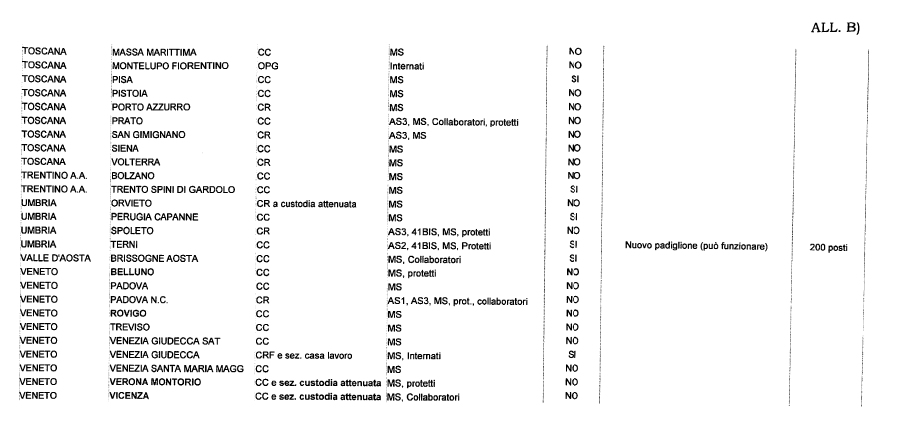 ALL. B)
TOSCANA MASSA MARITTIMA CC MS NO
TOSCANA MONTELUPO FIORENTINO OPG Internati NO
TOSCANA PISA CC MS SI
TOSCANA PISTOIA CC MS NO
TOSCANA PORTO AZZURRO CR MS NO
TOSCANA PRATO CC AS3, MS, Collaboratori, protetti NO
TOSCANA SAN GIMIGNANO CR AS3, MS NO
TOSCANA SIENA CC MS NO
TOSCANA VOLTERRA CR MS NO
TRENTINO A.A. BOLZANO CC MS NO
TRENTINO A.A. TRENTO SPINI DI GARDOLO CC MS SI
UMBRIA ORVIETO CR a custodia attenuata MS NO
UMBRIA PERUGIA CAPANNE CC MS SI
UMBRIA SPOLETO CR AS3, 41BIS, MS, protetti NO
UMBRIA TERNI CC AS2, 41BIS, MS, Protetti SI Nuovo padiglione (può funzionare) 200 posti
VALLE D'AOSTA BRISSOGNE AOSTA CC MS, Collaboratori SI
VENETO BELLUNO CC MS, protetti NO
VENETO PADOVA CC MS NO
VENETO PADOVA N.C. CR AS1, AS3, MS, prot., collaboratori NO
VENETO ROVIGO CC MS NO
VENETO TREVISO CC MS NO
VENETO VENEZIA GIUDECCA SAT CC MS NO
VENETO VENEZIA GIUDECCA CRF e sez. casa lavoro MS, Internati SI
VENETO VENEZIA SANTA MARIA MAGG CC MS NO
VENETO VERONA MONTORIO CC e sez. custodia attenuata MS, protetti NO
VENETO VICENZA CC e sez. custodia attenuata MS, Collaboratori NO